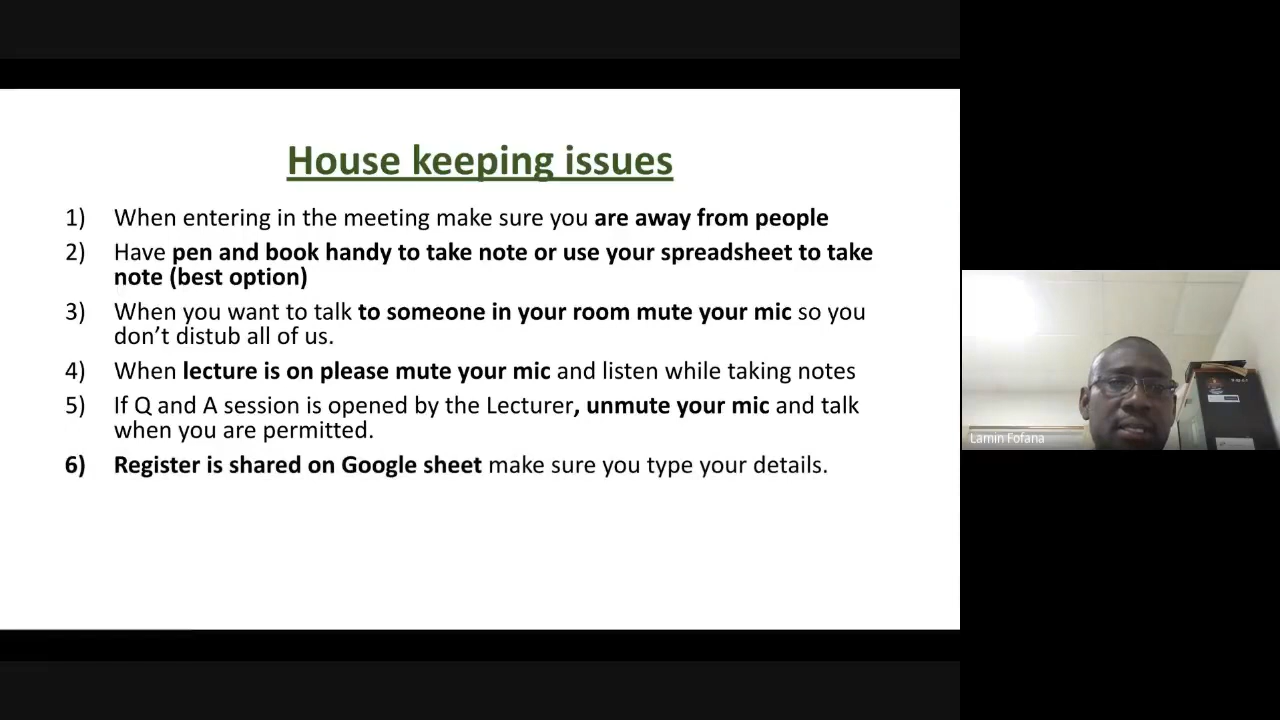 House keeping issues
1) When entering in the meeting make sure you are away from people
2) Have pen and book handy to take note or use your spreadsheet to take
note (best option)
3) When you want to talk to someone in your room mute your mic so you
don’t distub all of us.
4) When lecture is on please mute your mic and listen while taking notes
5) If Q and A session is opened by the Lecturer, unmute your mic and talk
when you are permitted.
6) Register is shared on Google sheet make sure you type your details.
Lamin Fofana